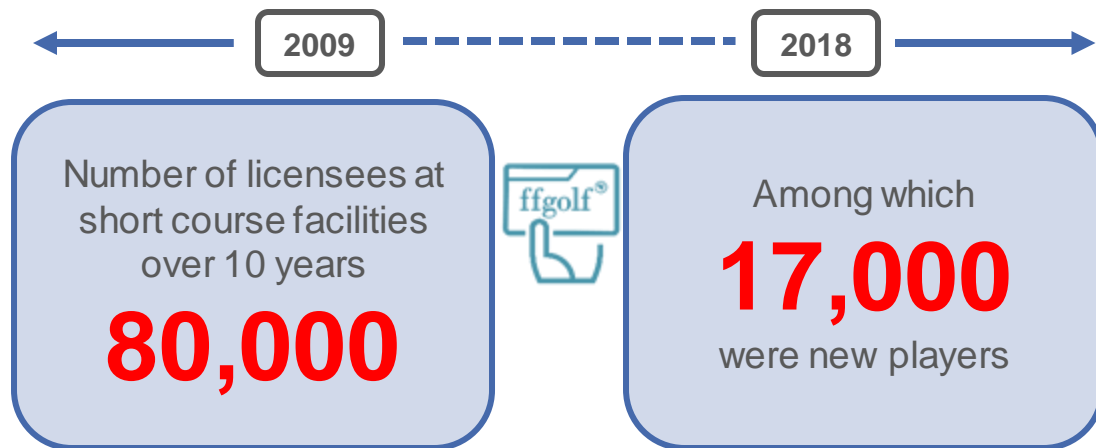 2009
2018
Number of licensees at
short course facilities
over 10 years
80,000
ffgolf
Among which
17,000
were new players